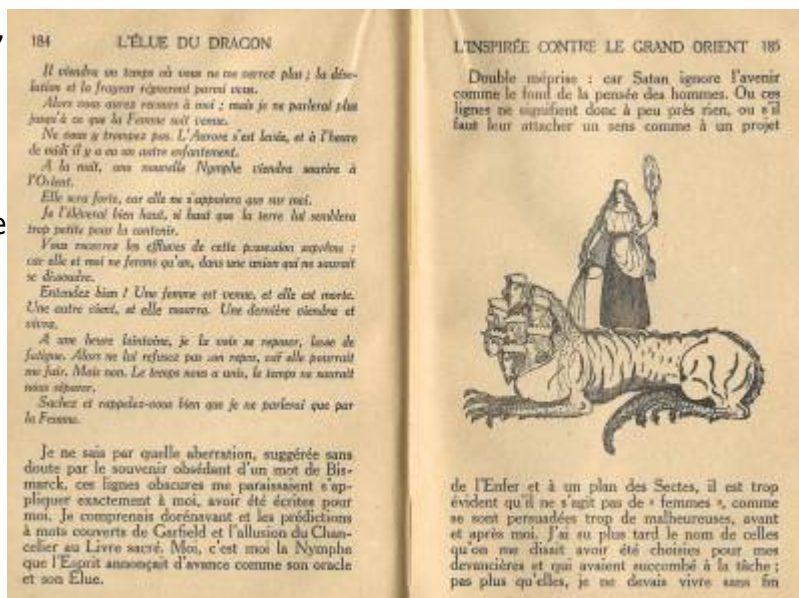 184 L'ÉLUE DU DRAGON
Il viendra un temps où vous ne me verrez plus ; la déso-
lation et la frayeur règneront parmi vous.
Alors vous aurez recours à moi ; mais je ne parlerai plus
jusqu'à ce que la Femme soit venue.
Ne vous y trompez pas. L'Aurore s'est levée, et à l'heure
de midi il y a eu un autre enfantement.
A la nuit, une nouvelle Nymphe viendra sourire à
l'Orient.
Elle sera forte, car elle ne s'appuiera que sur moi.
Je l'élèverai bien haut, si haut que la terre lui semblera
trop petite pour la contenir.
Vous recevrez les effluves de cette possession suprême :
car elle et moi ne ferons qu'un, dans une union qui ne saurait
se dissoudre.
Entendez bien ! Une femme est venue, et elle est morte.
Une autre vient, et elle mourra. Une dernière viendra et
vivra.
A une heure lointaine, je la vois se reposer, lasse de
fatigue. Alors ne lui refusez pas son repos, car elle pourrait
me fuir. Mais non. Le temps nous a unis, le temps ne saurait
nous séparer.
Sachez et rappelez-vous bien que je ne parlerai que par
la Femme.
Je ne sais par quelle aberration, suggérée sans
doute par le souvenir obsédant d'un mot de Bis-
marck, ces lignes obscures me paraissaient s'ap-
pliquer exactement à moi, avoir été écrites pour
moi. Je comprenais dorénavant et les prédictions
à mots couverts de Garfield et l'allusion du Chan-
celier au Livre sacré. Moi, c'est moi la Nymphe
que l'Esprit annonçait d'avance comme son oracle
et son Élue.
L'INSPIRÉE CONTRE LE GRAND ORIENT 185
Double méprise : car Satan ignore l'avenir
comme le fond de la pensée des hommes. Ou ces
lignes ne signifient donc à peu près rien, ou s'il
faut leur attacher un sens comme à un projet
de l'Enfer et à un plan des Sectes, il est trop
évident qu'il ne s'agit pas de « femmes », comme
se sont persuadées trop de malheureuses, avant
et après moi. J'ai su plus tard le nom de celles
qu'on me disait avoir été choisies pour mes
devancières et qui avaient succombé à la tâche ;
pas plus qu'elles, je ne devais vivre sans fin